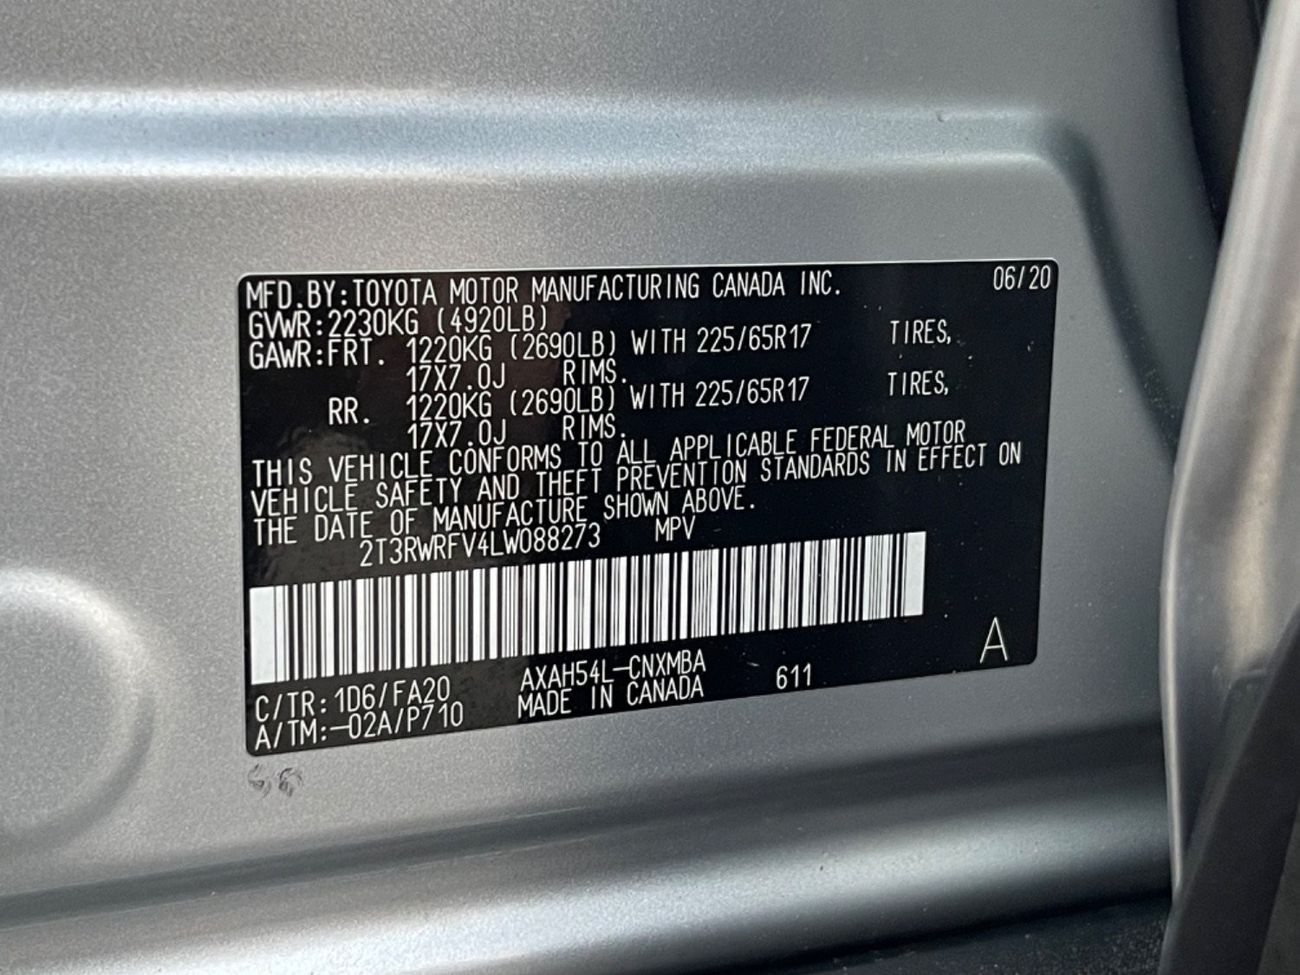 MFD.BY:TOYOTA MOTOR MANUFACTURING CANADA INC. 06/20
GVWR:2230KG (4920LB)
GAWR:FRT. 1220KG (2690LB) WITH 225/65R17 TIRES,
17X7.0J RIMS.
RR. 1220KG (2690LB) WITH 225/65R17 TIRES,
17X7.0J RIMS.
THIS VEHICLE CONFORMS TO ALL APPLICABLE FEDERAL MOTOR
VEHICLE SAFETY AND THEFT PREVENTION STANDARDS IN EFFECT ON
THE DATE OF MANUFACTURE SHOWN ABOVE.
2T3RWRFV4LW088273 MPV
A
C/TR:1D6/FA20 AXAH54L-CNXMBA 611
A/TM:-02A/P710 MADE IN CANADA